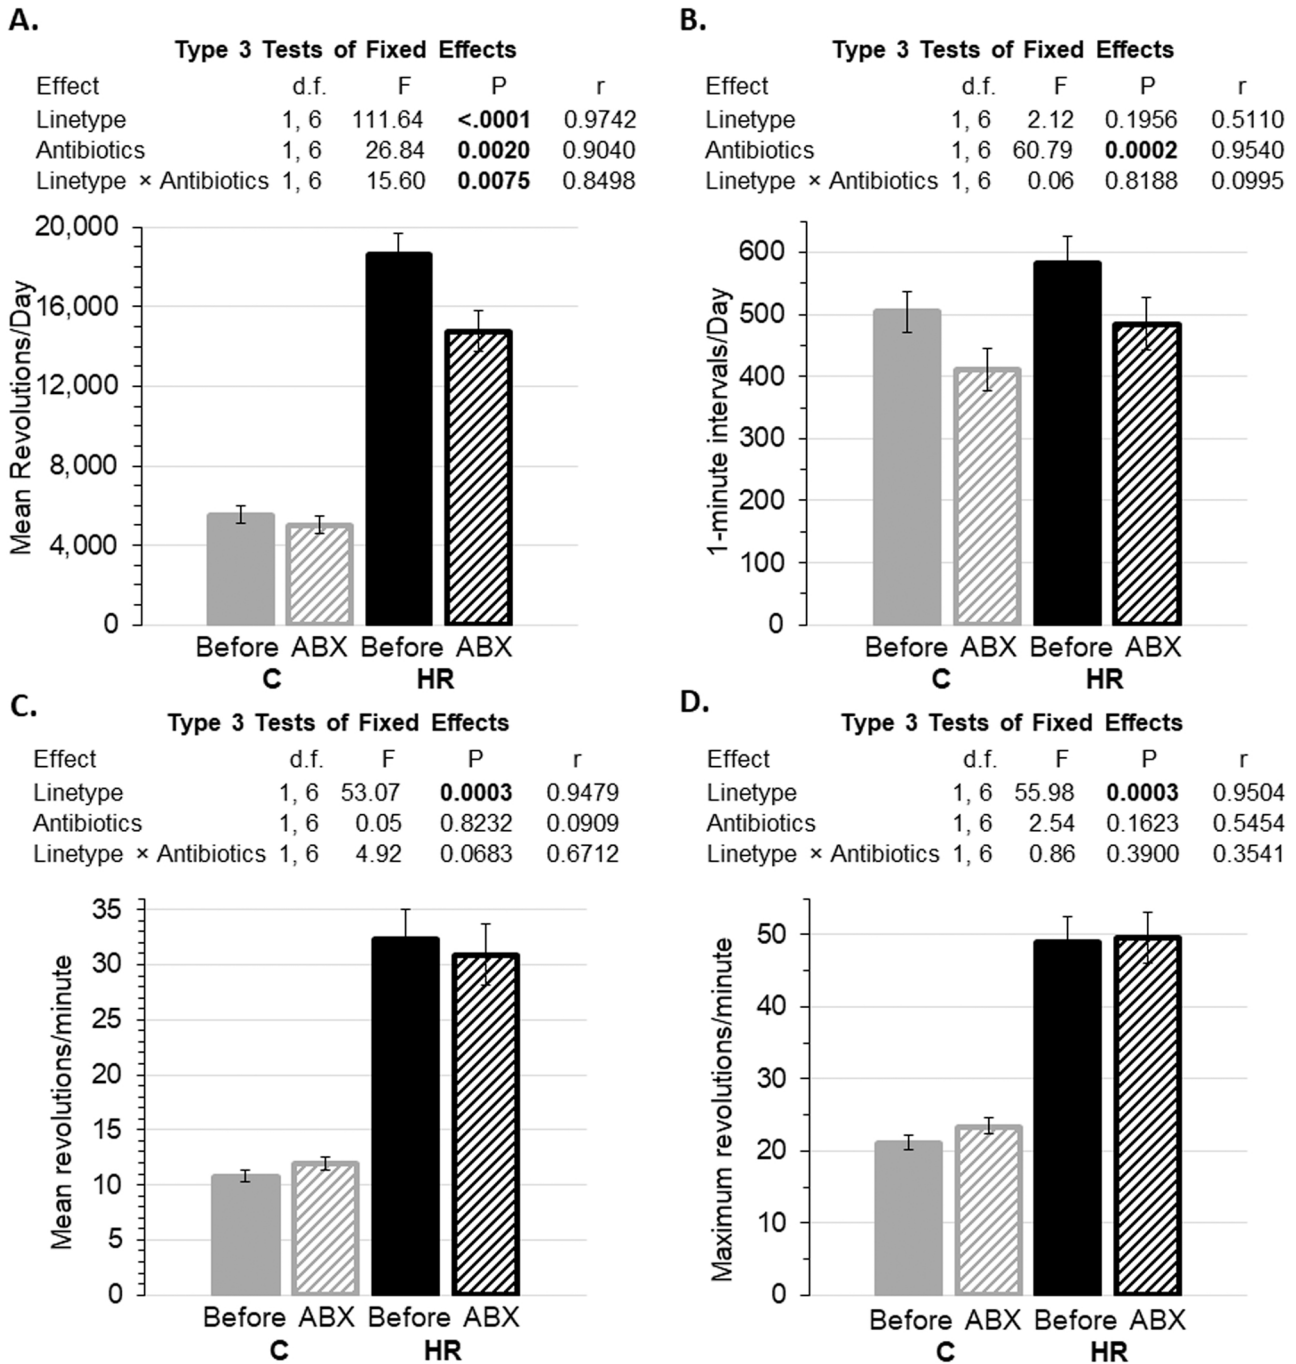 A.
Type 3 Tests of Fixed Effects
Effect d.f. F P r
Linetype 1, 6 111.64 <.0001 0.9742
Antibiotics 1, 6 26.84 0.0020 0.9040
Linetype × Antibiotics 1, 6 15.60 0.0075 0.8498
Mean Revolutions/Day
20,000
16,000
12,000
8,000
4,000
0
Before ABX Before ABX
C HR
B.
Type 3 Tests of Fixed Effects
Effect d.f. F P r
Linetype 1, 6 2.12 0.1956 0.5110
Antibiotics 1, 6 60.79 0.0002 0.9540
Linetype × Antibiotics 1, 6 0.06 0.8188 0.0995
1-minute intervals/Day
600
500
400
300
200
100
0
Before ABX Before ABX
C HR
C.
Type 3 Tests of Fixed Effects
Effect d.f. F P r
Linetype 1, 6 53.07 0.0003 0.9479
Antibiotics 1, 6 0.05 0.8232 0.0909
Linetype × Antibiotics 1, 6 4.92 0.0683 0.6712
Mean revolutions/minute
35
30
25
20
15
10
5
0
Before ABX Before ABX
C HR
D.
Type 3 Tests of Fixed Effects
Effect d.f. F P r
Linetype 1, 6 55.98 0.0003 0.9504
Antibiotics 1, 6 2.54 0.1623 0.5454
Linetype × Antibiotics 1, 6 0.86 0.3900 0.3541
Maximum revolutions/minute
50
40
30
20
10
0
Before ABX Before ABX
C HR